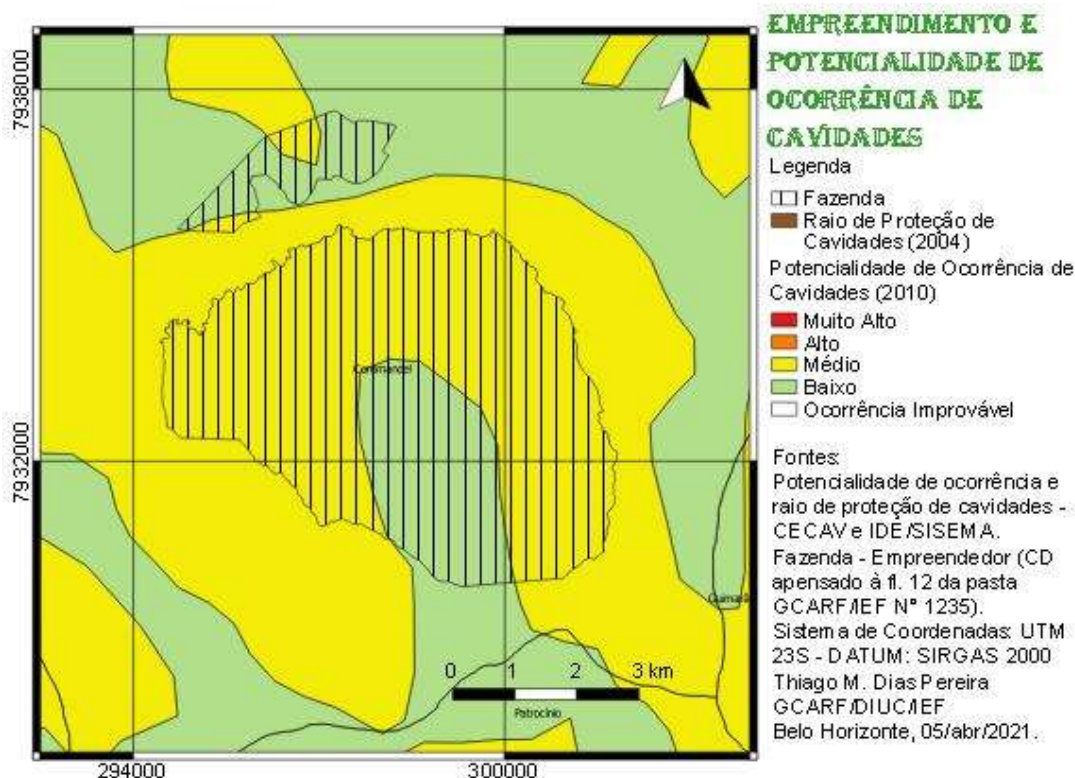 EMPREENDIMENTO E
POTENCIALIDADE DE
OCORRÊNCIA DE
CAVIDADES
Legenda
Fazenda
Raio de Proteção de
Cavidades (2004)
Potencialidade de Ocorrência de
Cavidades (2010)
Muito Alto
Alto
Médio
Baixo
Ocorrência Improvável
Fontes:
Potencialidade de ocorrência e
raio de proteção de cavidades -
CECAV e IDE/SISEMA.
Fazenda - Empreendedor (CD
apensado à fl. 12 da pasta
GCARF/IEF N° 1235).
Sistema de Coordenadas: UTM
23S - DATUM: SIRGAS 2000
Thiago M. Dias Pereira
GCARF/DIUC/IEF
Belo Horizonte, 05/abr/2021.
7938000
7932000
294000
300000
0 1 2 3 km
Patrocínio